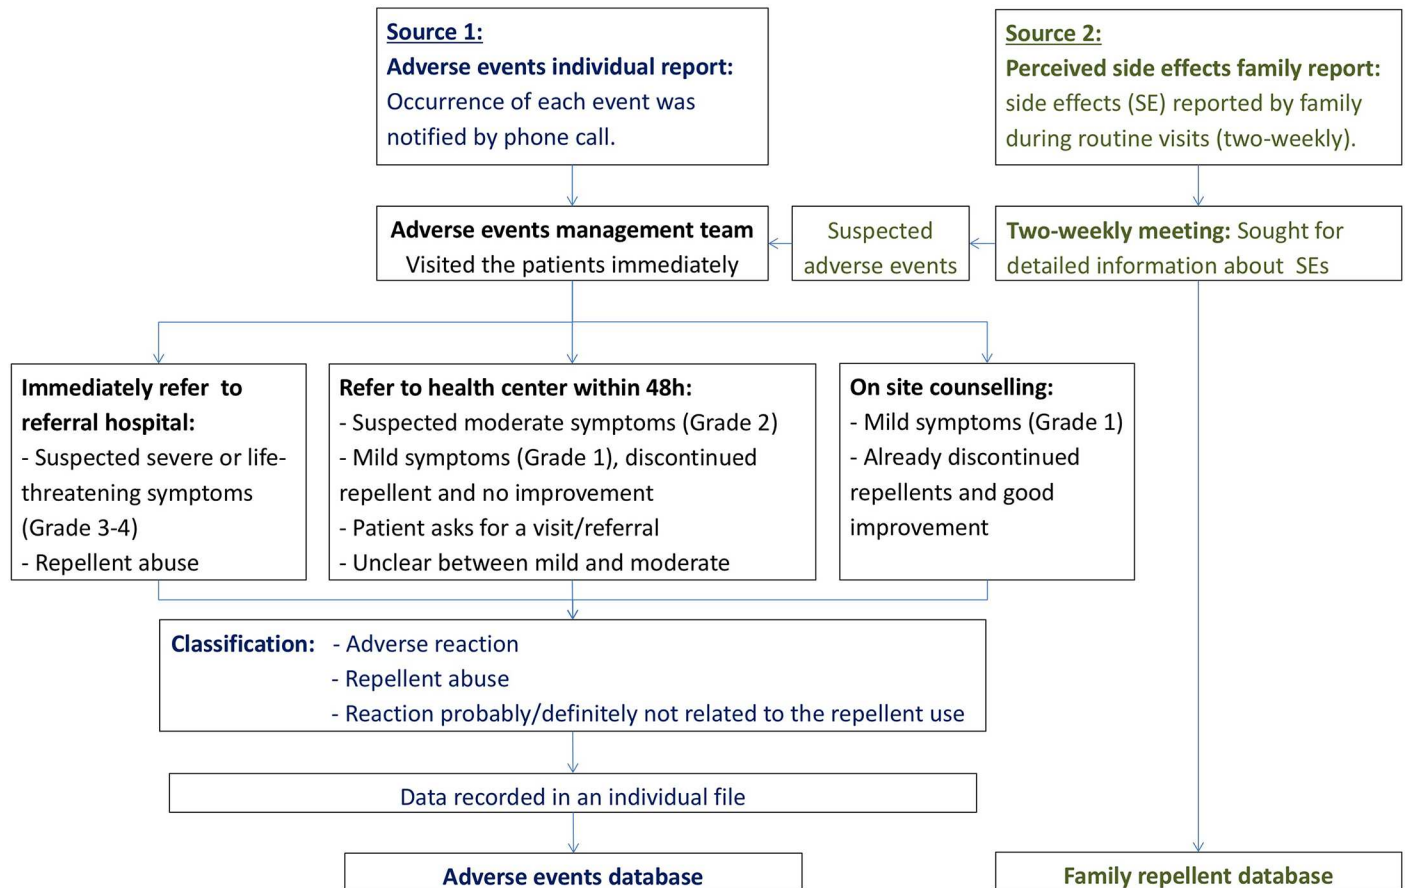 Source 1:
Adverse events individual report:
Occurrence of each event was
notified by phone call.
Source 2:
Perceived side effects family report:
side effects (SE) reported by family
during routine visits (two-weekly).
Adverse events management team
Visited the patients immediately
Suspected
adverse events
Two-weekly meeting: Sought for
detailed information about SEs
Immediately refer to
referral hospital:
- Suspected severe or life-
threatening symptoms
(Grade 3-4)
- Repellent abuse
Refer to health center within 48h:
- Suspected moderate symptoms (Grade 2)
- Mild symptoms (Grade 1), discontinued
repellent and no improvement
- Patient asks for a visit/referral
- Unclear between mild and moderate
On site counselling:
- Mild symptoms (Grade 1)
- Already discontinued
repellents and good
improvement
Classification: - Adverse reaction
- Repellent abuse
- Reaction probably/definitely not related to the repellent use
Data recorded in an individual file
Adverse events database
Family repellent database